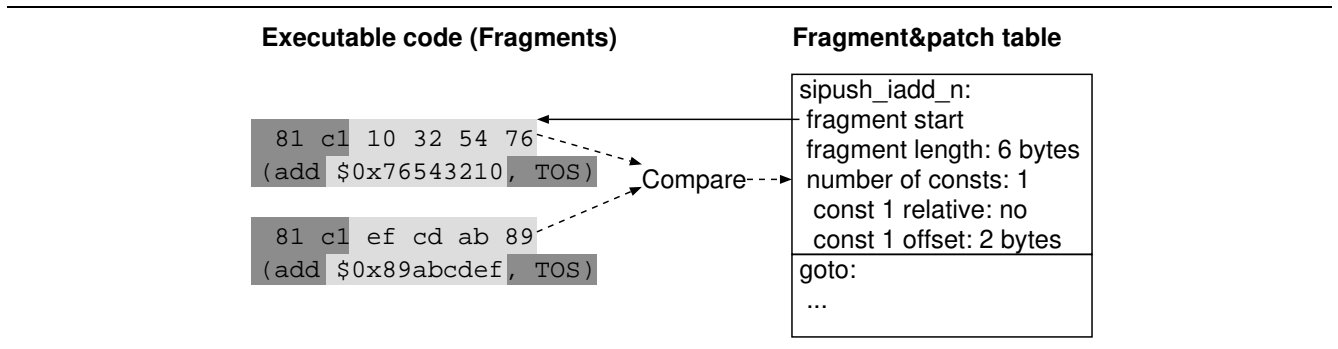 Executable code (Fragments)
Fragment&patch table
81 c1 10 32 54 76
(add $0x76543210, TOS)
81 c1 ef cd ab 89
(add $0x89abcdef, TOS)
Compare
sipush_iadd_n:
fragment start
fragment length: 6 bytes
number of consts: 1
const 1 relative: no
const 1 offset: 2 bytes
goto:
...